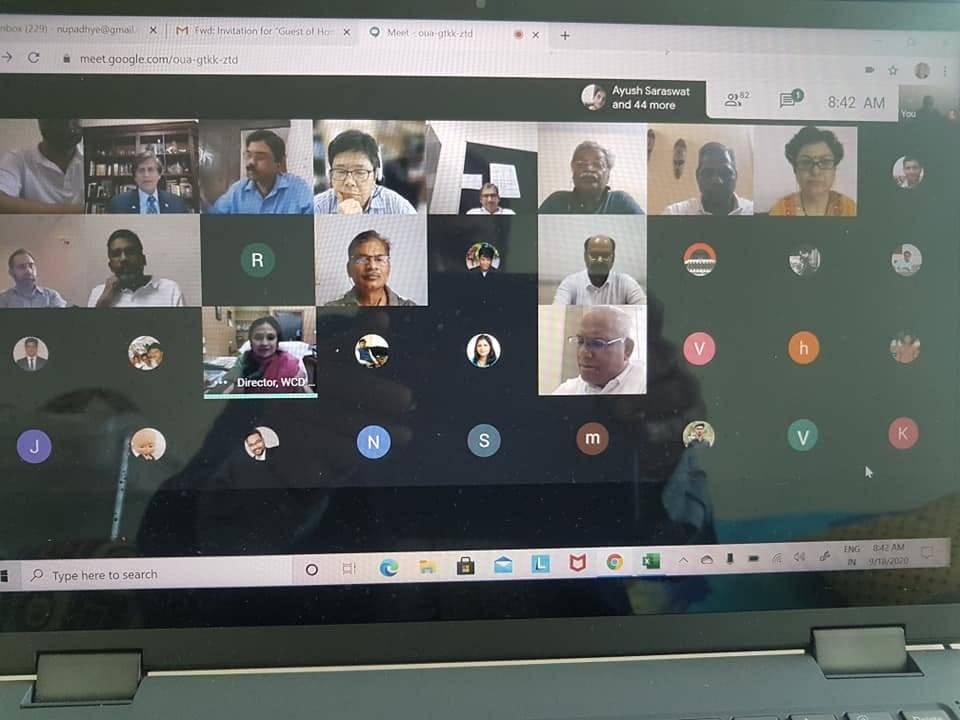 nbox (229) - nupadhye@gmail.
Fwd: Invitation for "Guest of Hon
Meet - oua-gtkk-ztd
meet.google.com/oua-gtkk-ztd
Ayush Saraswat
and 44 more
82
1
8:42 AM
You
R
Director, WCD'...
V
h
J
N
S
m
V
K
Type here to search
L
ENG
IN
8:42 AM
9/18/2020